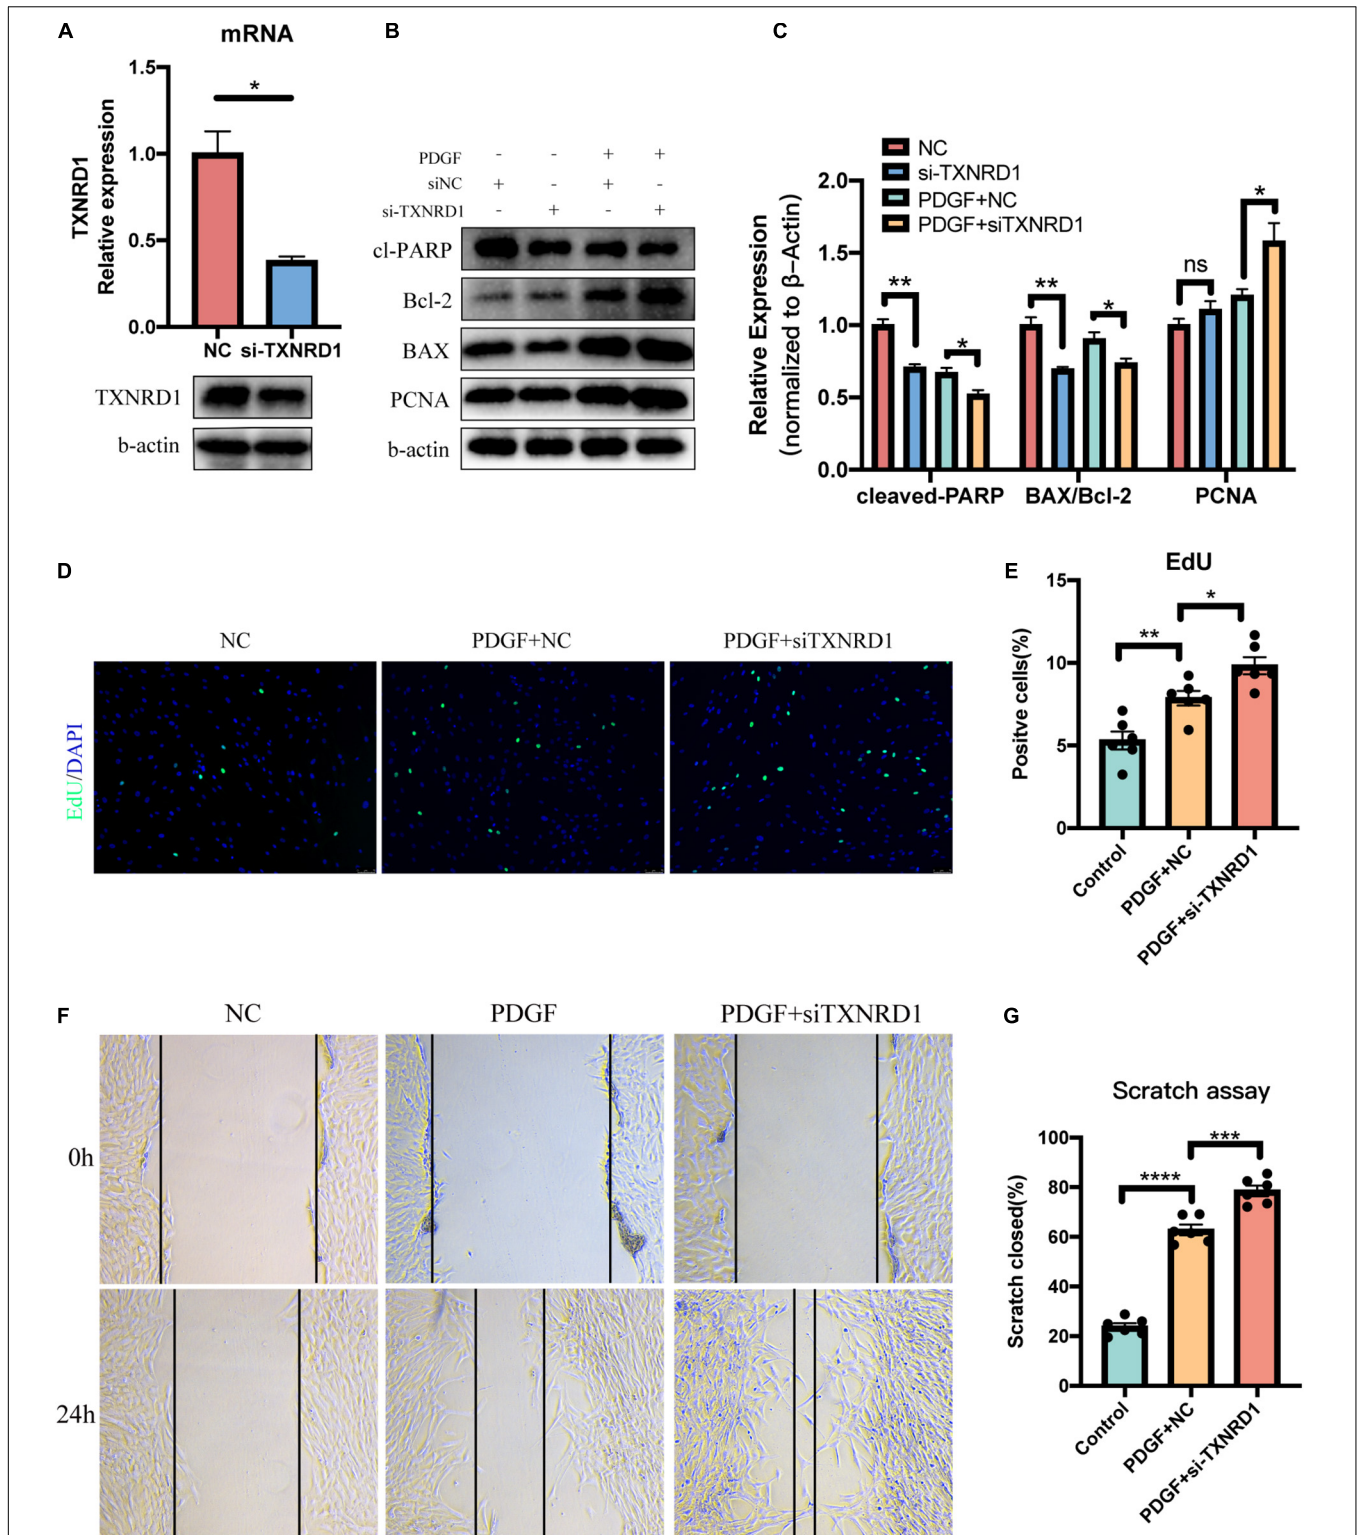 A
mRNA
1.5
1.0
0.5
0.0
TXNRD1
Relative expression
*
NC si-TXNRD1
TXNRD1
b-actin
B
PDGF - - + +
siNC + - + -
si-TXNRD1 - + - +
cl-PARP
Bcl-2
BAX
PCNA
b-actin
C
NC
si-TXNRD1
PDGF+NC
PDGF+siTXNRD1
Relative Expression
(normalized to β–Actin)
2.0
1.5
1.0
0.5
0.0
** * ** * ns *
cleaved-PARP BAX/Bcl-2 PCNA
D
NC PDGF+NC PDGF+siTXNRD1
EdU/DAPI
E
EdU
Positve cells(%)
15
10
5
0
** *
Control PDGF+NC PDGF+si-TXNRD1
F
NC PDGF PDGF+siTXNRD1
0h
24h
G
Scratch assay
Scratch closed(%)
100
80
60
40
20
0
**** ***
Control PDGF+NC PDGF+si-TXNRD1